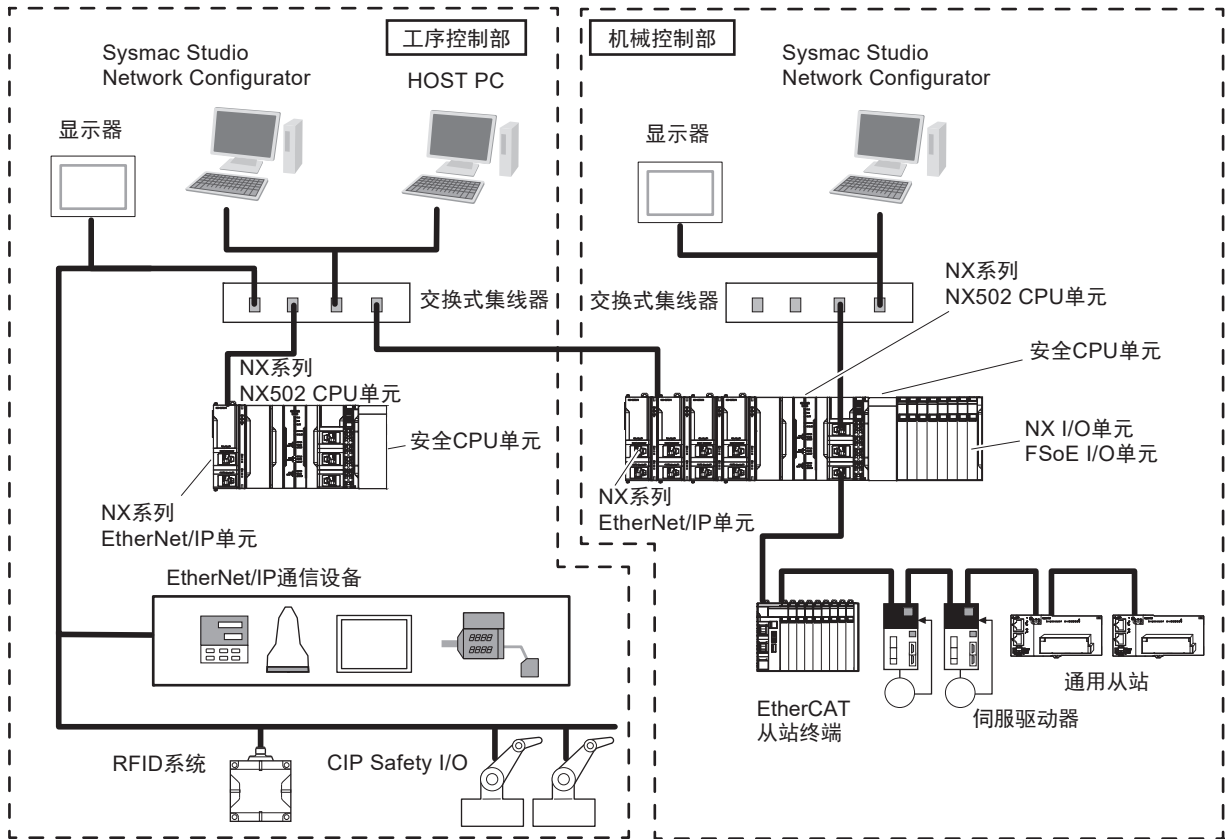 工序控制部
Sysmac Studio
Network Configurator
HOST PC
显示器
交换式集线器
NX系列
NX502 CPU单元
安全CPU单元
NX系列
EtherNet/IP单元
EtherNet/IP通信设备
8888
8888
RFID系统
CIP Safety I/O
机械控制部
Sysmac Studio
Network Configurator
显示器
交换式集线器
NX系列
NX502 CPU单元
安全CPU单元
NX I/O单元
FSoE I/O单元
NX系列
EtherNet/IP单元
EtherCAT
从站终端
伺服驱动器
通用从站